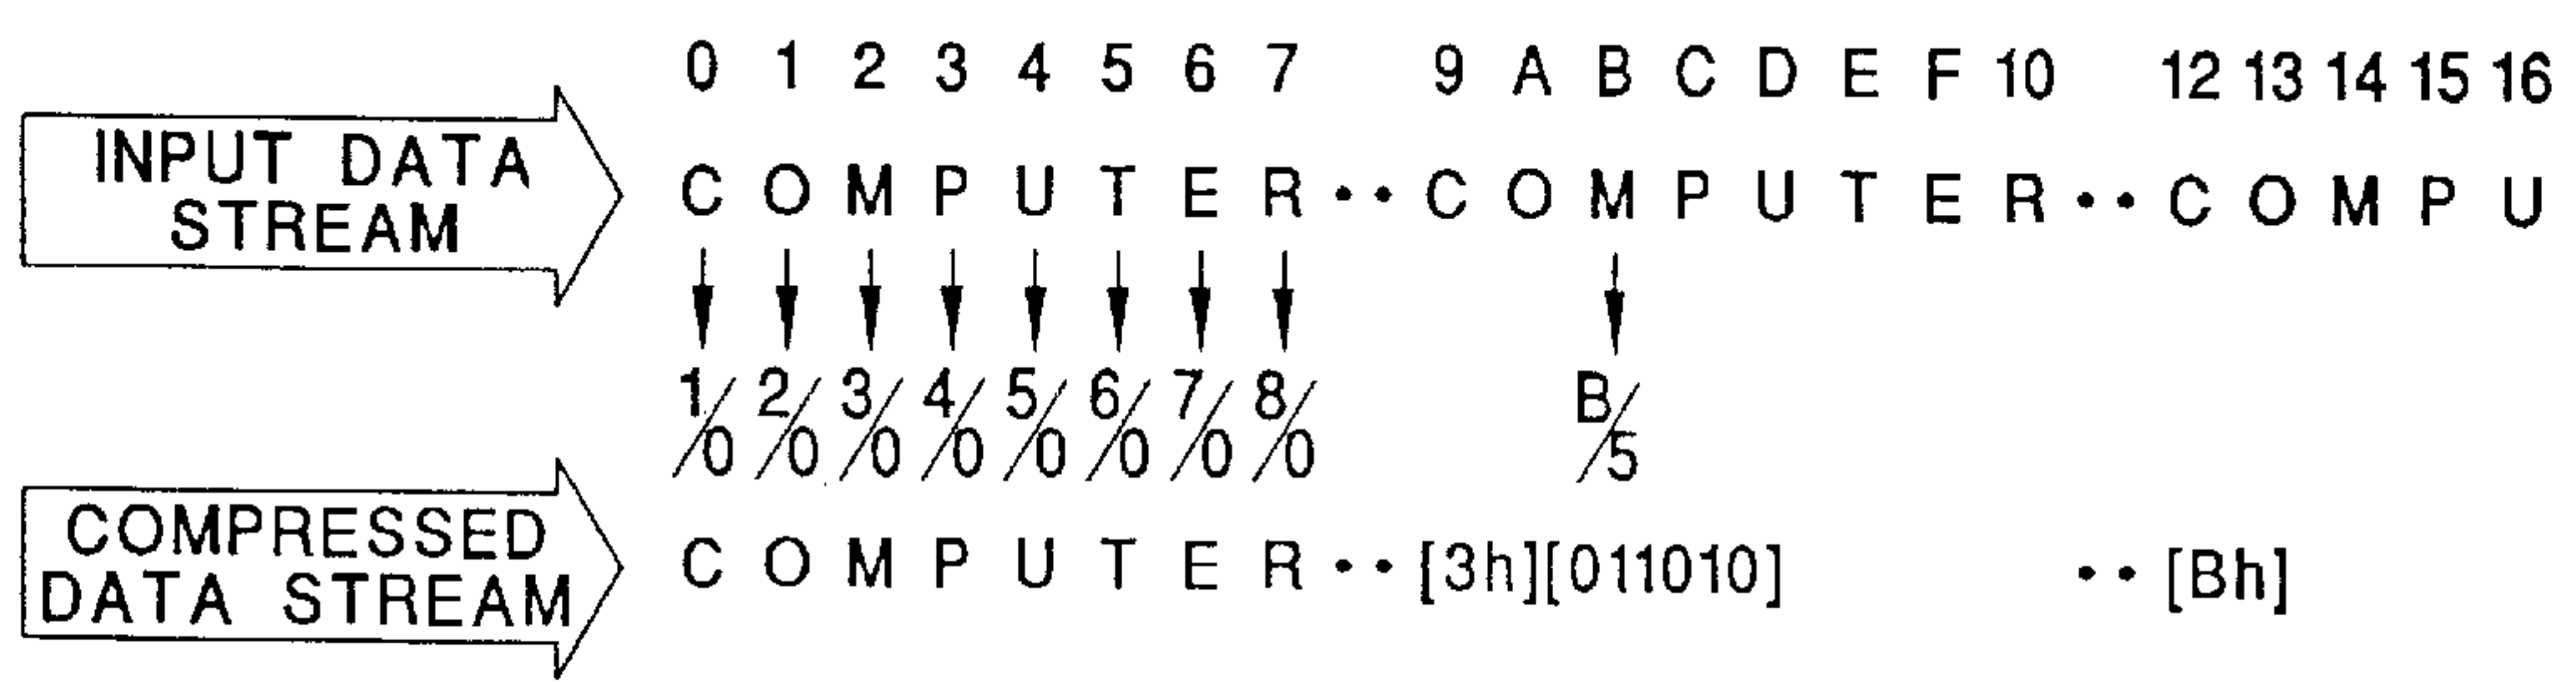 0 1 2 3 4 5 6 7 9 A B C D E F 10 12 13 14 15 16
INPUT DATA
STREAM
C O M P U T E R • • C O M P U T E R • • C O M P U
1/0 2/0 3/0 4/0 5/0 6/0 7/0 8/0 B/5
COMPRESSED
DATA STREAM
C O M P U T E R • • [3h][011010] • • [Bh]